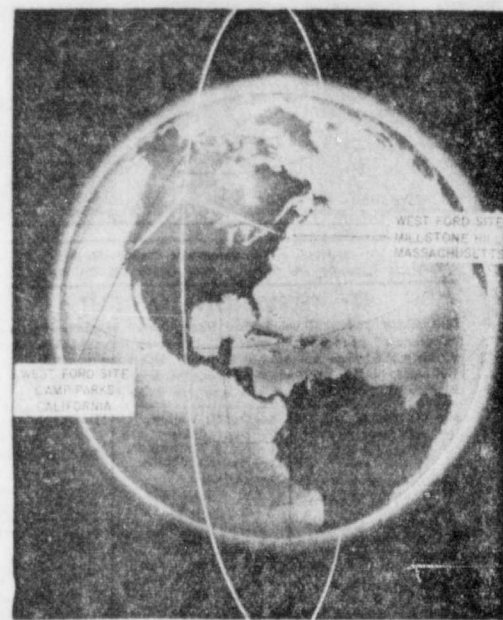 WEST FORD SITE
MILLSTONE HILL
MASSACHUSETTS
WEST FORD SITE
CAMP PARKS
CALIFORNIA